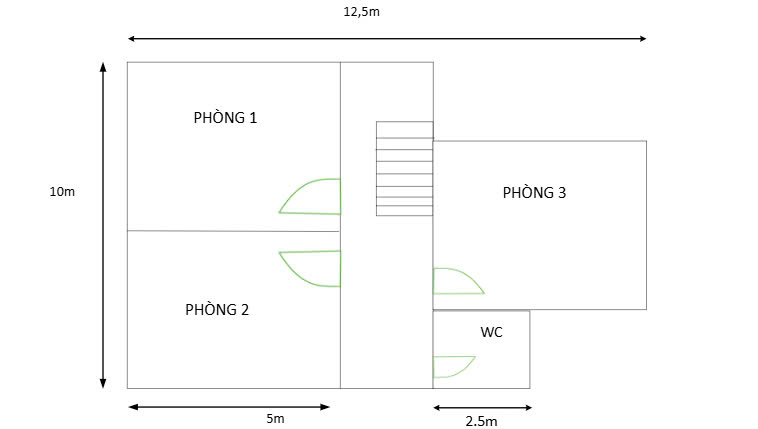 12,5m
PHÒNG 1
10m
PHÒNG 3
PHÒNG 2
WC
5m
2.5m